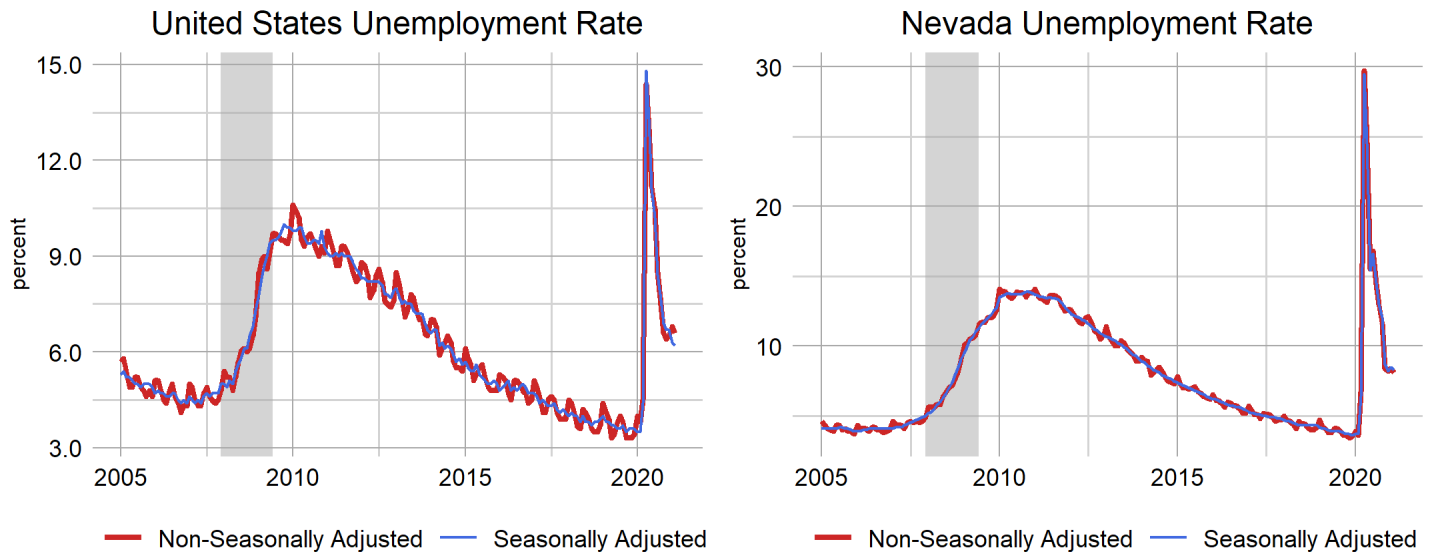 United States Unemployment Rate
15.0
12.0
9.0
6.0
3.0
percent
2005 2010 2015 2020
Non-Seasonally Adjusted Seasonally Adjusted
Nevada Unemployment Rate
30
20
10
percent
2005 2010 2015 2020
Non-Seasonally Adjusted Seasonally Adjusted